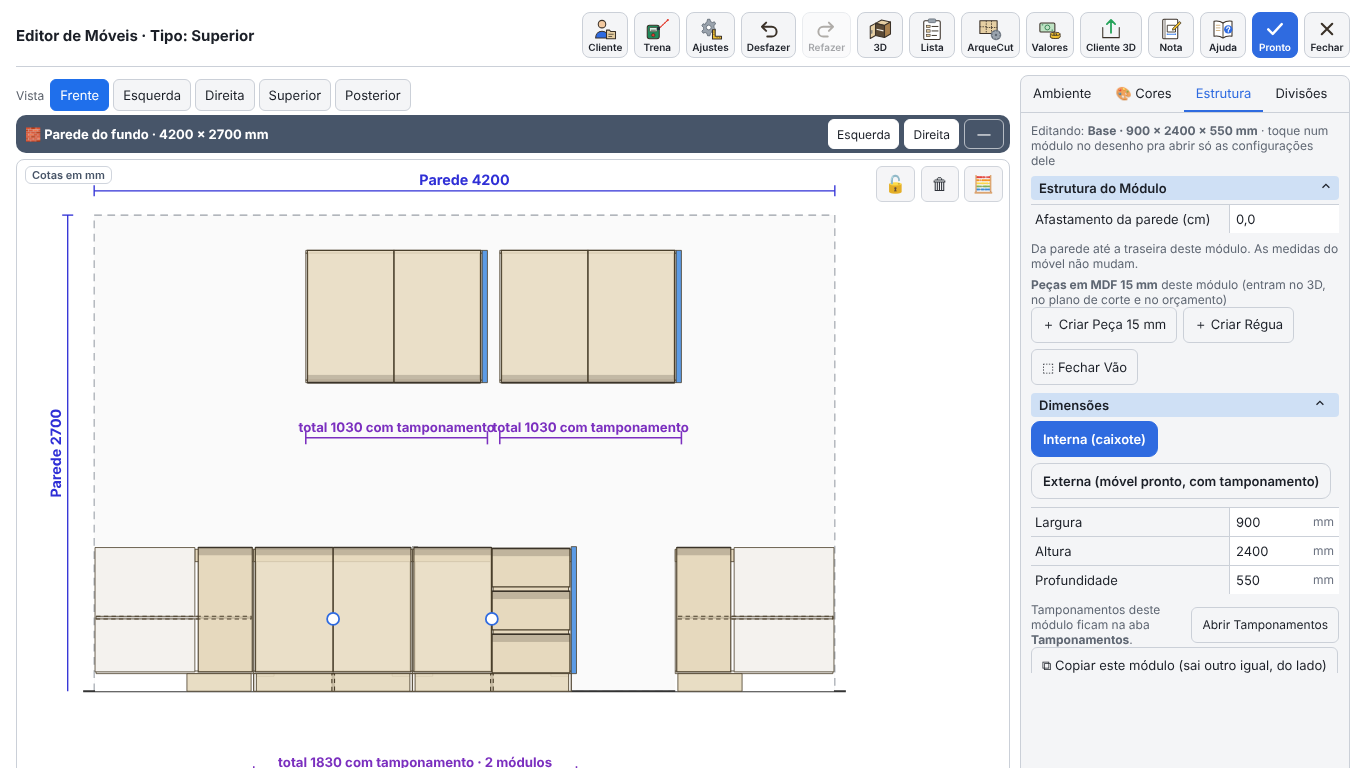 Editor de Móveis · Tipo: Superior
Cliente
Trena
Ajustes
Desfazer
Refazer
3D
Lista
ArqueCut
Valores
Cliente 3D
Nota
Ajuda
Pronto
Fechar
Vista
Frente
Esquerda
Direita
Superior
Posterior
Parede do fundo · 4200 × 2700 mm
Esquerda
Direita
—
Cotas em mm
Parede 4200
Parede 2700
total 1030 com tamponamento
total 1030 com tamponamento
total 1830 com tamponamento · 2 módulos
Ambiente
Cores
Estrutura
Divisões
Editando: Base · 900 × 2400 × 550 mm · toque num
módulo no desenho pra abrir só as configurações
dele
Estrutura do Módulo
Afastamento da parede (cm)
0,0
Da parede até a traseira deste módulo. As medidas do
móvel não mudam.
Peças em MDF 15 mm deste módulo (entram no 3D,
no plano de corte e no orçamento)
+ Criar Peça 15 mm
+ Criar Régua
Fechar Vão
Dimensões
Interna (caixote)
Externa (móvel pronto, com tamponamento)
Largura
900
mm
Altura
2400
mm
Profundidade
550
mm
Tamponamentos deste
módulo ficam na aba
Tamponamentos.
Abrir Tamponamentos
Copiar este módulo (sai outro igual, do lado)